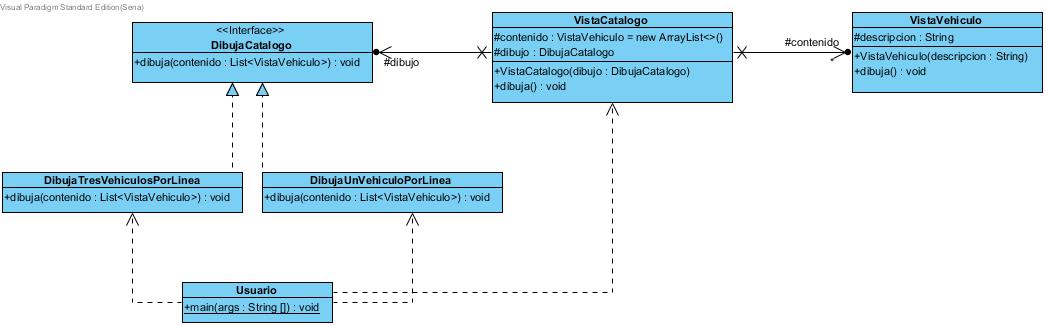 Visual Paradigm Standard Edition(Sena)
<<Interface>>
DibujaCatalogo
+dibuja(contenido : List<VistaVehiculo>) : void
#dibujo
VistaCatalogo
#contenido : VistaVehiculo = new ArrayList<>()
#dibujo : DibujaCatalogo
+VistaCatalogo(dibujo : DibujaCatalogo)
+dibuja() : void
#contenido
*
VistaVehiculo
#descripcion : String
+VistaVehiculo(descripcion : String)
+dibuja() : void
DibujaTresVehiculosPorLinea
+dibuja(contenido : List<VistaVehiculo>) : void
DibujaUnVehiculoPorLinea
+dibuja(contenido : List<VistaVehiculo>) : void
Usuario
+main(args : String []) : void